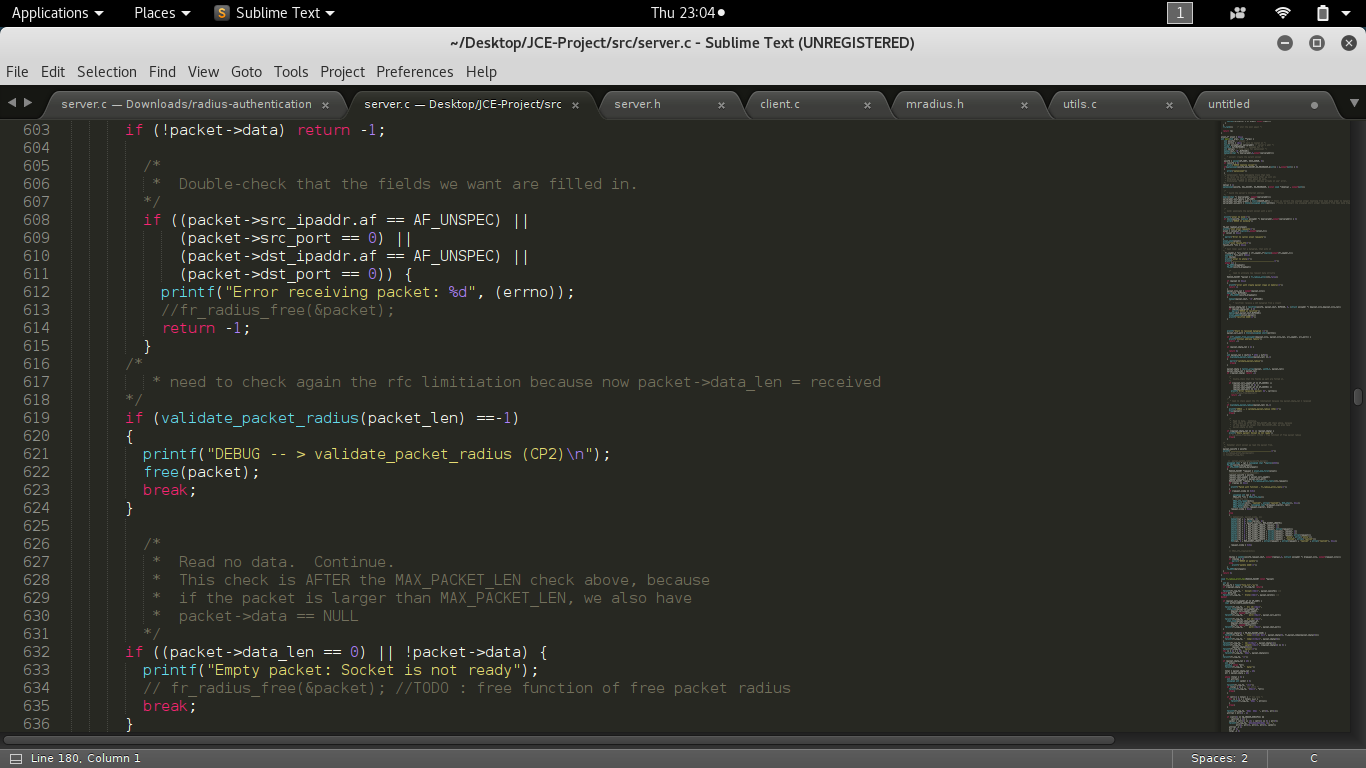 Applications Places Sublime Text Thu 23:04 1
~/Desktop/JCE-Project/src/server.c - Sublime Text (UNREGISTERED)
File Edit Selection Find View Goto Tools Project Preferences Help
server.c — Downloads/radius-authentication server.c — Desktop/JCE-Project/src server.h client.c mradius.h utils.c untitled
603 if (!packet->data) return -1;
604
605 /*
606 * Double-check that the fields we want are filled in.
607 */
608 if ((packet->src_ipaddr.af == AF_UNSPEC) ||
609 (packet->src_port == 0) ||
610 (packet->dst_ipaddr.af == AF_UNSPEC) ||
611 (packet->dst_port == 0)) {
612 printf("Error receiving packet: %d", (errno));
613 //fr_radius_free(&packet);
614 return -1;
615 }
616 /*
617 * need to check again the rfc limitiation because now packet->data_len = received
618 */
619 if (validate_packet_radius(packet_len) ==-1)
620 {
621 printf("DEBUG -- > validate_packet_radius (CP2)\n");
622 free(packet);
623 break;
624 }
625
626 /*
627 * Read no data. Continue.
628 * This check is AFTER the MAX_PACKET_LEN check above, because
629 * if the packet is larger than MAX_PACKET_LEN, we also have
630 * packet->data == NULL
631 */
632 if ((packet->data_len == 0) || !packet->data) {
633 printf("Empty packet: Socket is not ready");
634 // fr_radius_free(&packet); //TODO : free function of free packet radius
635 break;
636 }
Line 180, Column 1 Spaces: 2 C